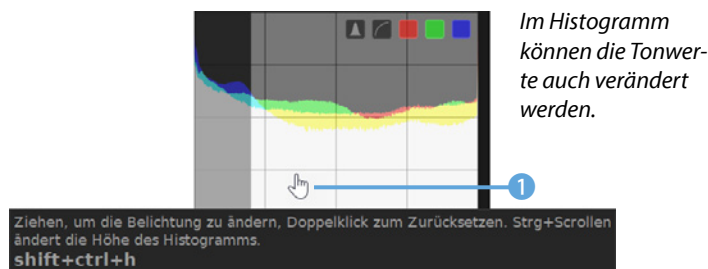 Im Histogramm
können die Tonwer-
te auch verändert
werden.
1
Ziehen, um die Belichtung zu ändern, Doppelklick zum Zurücksetzen. Strg+Scrollen
ändert die Höhe des Histogramms.
shift+ctrl+h